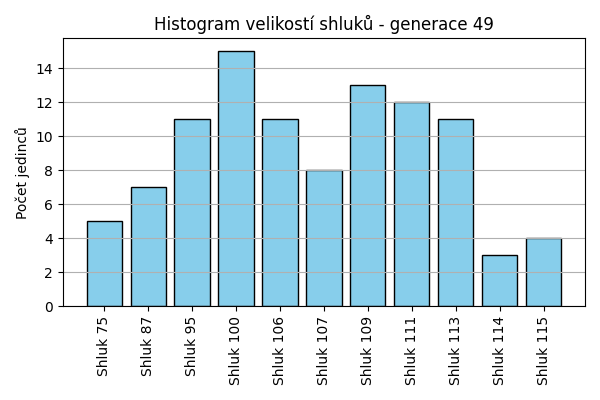 Histogram velikostí shluků - generace 49
Počet jedinců
14
12
10
8
6
4
2
0
Shluk 75
Shluk 87
Shluk 95
Shluk 100
Shluk 106
Shluk 107
Shluk 109
Shluk 111
Shluk 113
Shluk 114
Shluk 115